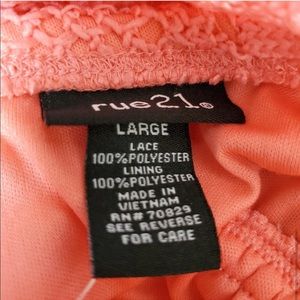 rue21®
LARGE
LACE
100%POLYESTER
LINING
100%POLYESTER
MADE IN
VIETNAM
RN# 70829
SEE REVERSE
FOR CARE